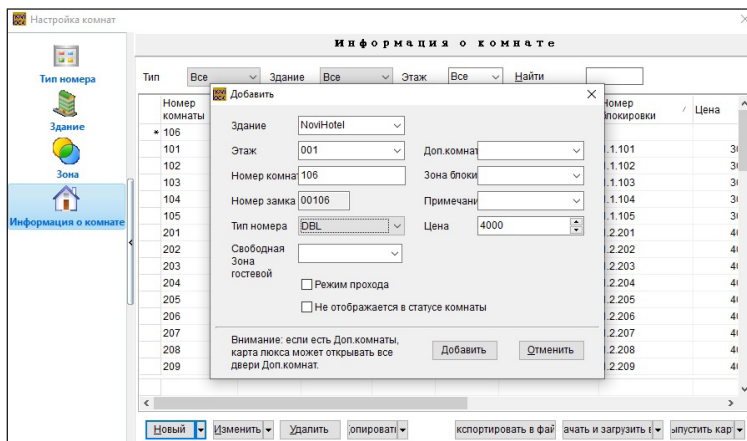 Настройка комнат
Информация о комнате
Тип номера
Здание
Зона
Информация о комнате
Тип Все Здание Все Этаж Все Найти
Номер комнаты
Номер блокировки
Цена
* 106
101 1.1.101
102 1.1.102
103 1.1.103
104 1.1.104
105 1.1.105
201 1.2.201
202 1.2.202
203 1.2.203
204 1.2.204
205 1.2.205
206 1.2.206
207 1.2.207
208 1.2.208
209 1.2.209
Добавить
Здание NoviHotel
Этаж 001 Доп.комнат
Номер комнат 106 Зона блоки
Номер замка 00106 Примечани
Тип номера DBL Цена 4000
Свободная
Зона
гостевой
Режим прохода
Не отображается в статусе комнаты
Внимание: если есть Доп.комнаты,
карта люкса может открывать все
двери Доп.комнат.
Добавить Отменить
Новый Изменить Удалить опироват кспортировать в фай ачать и загрузить ыпустить кар